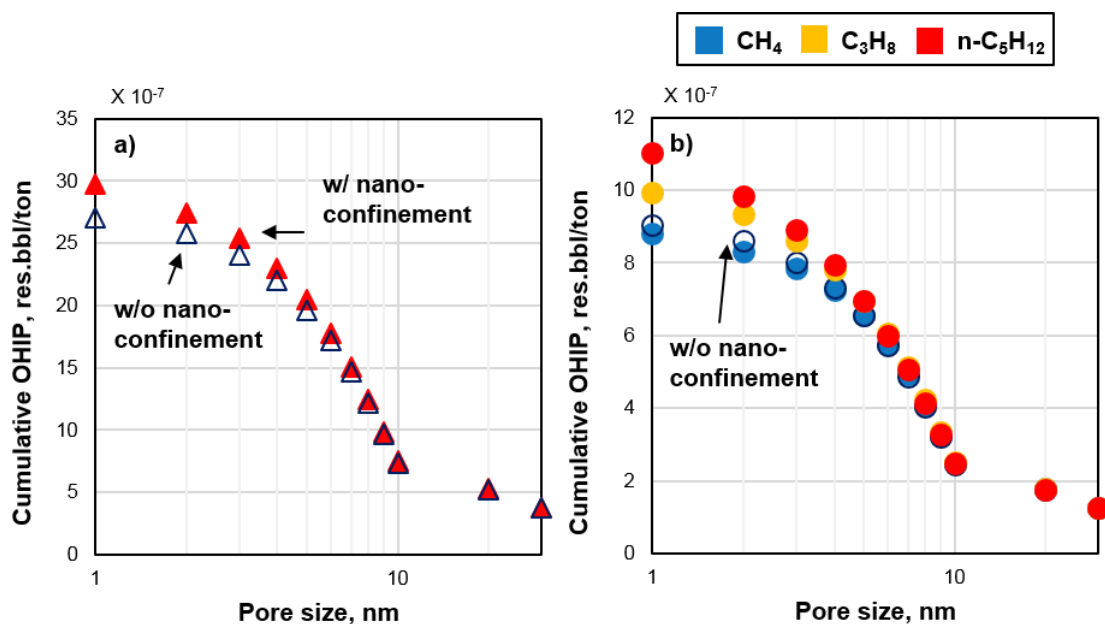 CH₄ C₃H₈ n-C₅H₁₂
X 10⁻⁷
35
30
25
20
15
10
5
0
1 10
a)
w/ nano-
confinement
w/o nano-
confinement
Cumulative OHIP, res.bbl/ton
Pore size, nm
X 10⁻⁷
12
10
8
6
4
2
0
1 10
b)
w/o nano-
confinement
Cumulative OHIP, res.bbl/ton
Pore size, nm